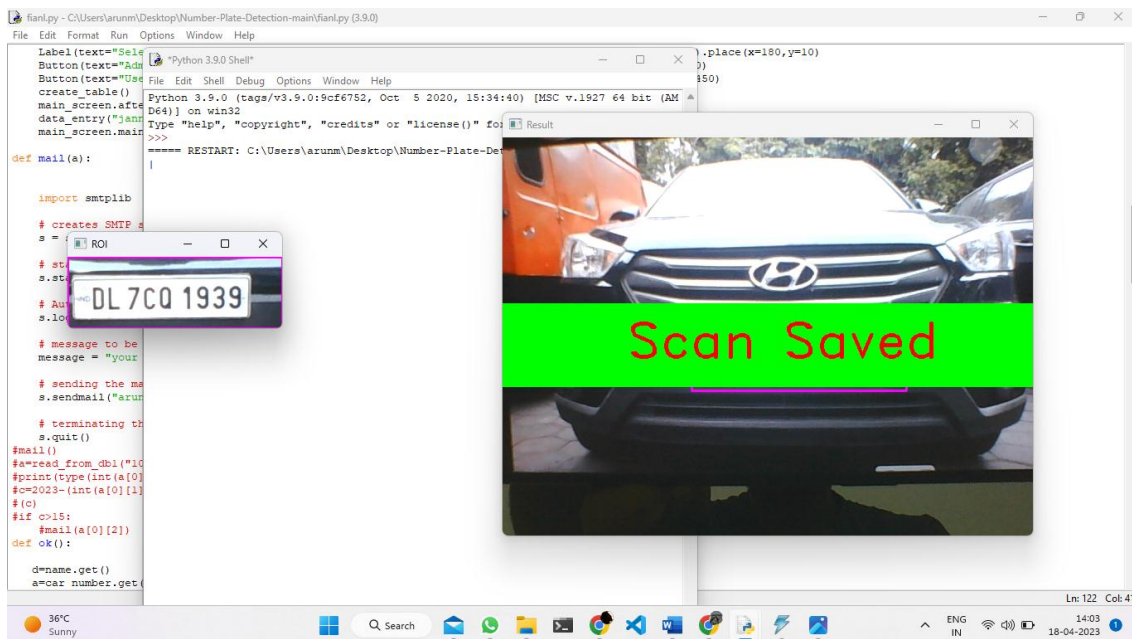 fianl.py - C:\Users\arunm\Desktop\Number-Plate-Detection-main\fianl.py (3.9.0)
File Edit Format Run Options Window Help
Label(text="Sele
).place(x=180,y=10)
Button(text="Adm
Button(text="Use
create_table()
main_screen.afte
data_entry("janr
main_screen.main
def mail(a):
import smtplib
# creates SMTP s
s =
# sta
s.sta
# Au
s.lo
# message to be
message = "your
# sending the ma
s.sendmail("arun
# terminating th
s.quit()
#mail()
#a=read_from_db1("10
#print(type(int(a[0]
#c=2023-(int(a[0][1]
#(c)
#if c>15:
#mail(a[0][2])
def ok():
d=name.get()
a=car_number.get(
*Python 3.9.0 Shell*
File Edit Shell Debug Options Window Help
Python 3.9.0 (tags/v3.9.0:9cf6752, Oct 5 2020, 15:34:40) [MSC v.1927 64 bit (AM
D64)] on win32
Type "help", "copyright", "credits" or "license()" fo
>>>
===== RESTART: C:\Users\arunm\Desktop\Number-Plate-De
Result
Scan Saved
ROI
DL 7CQ 1939
Ln: 122 Col: 4
36°C
Sunny
Search
ENG
IN
14:03
18-04-2023
1